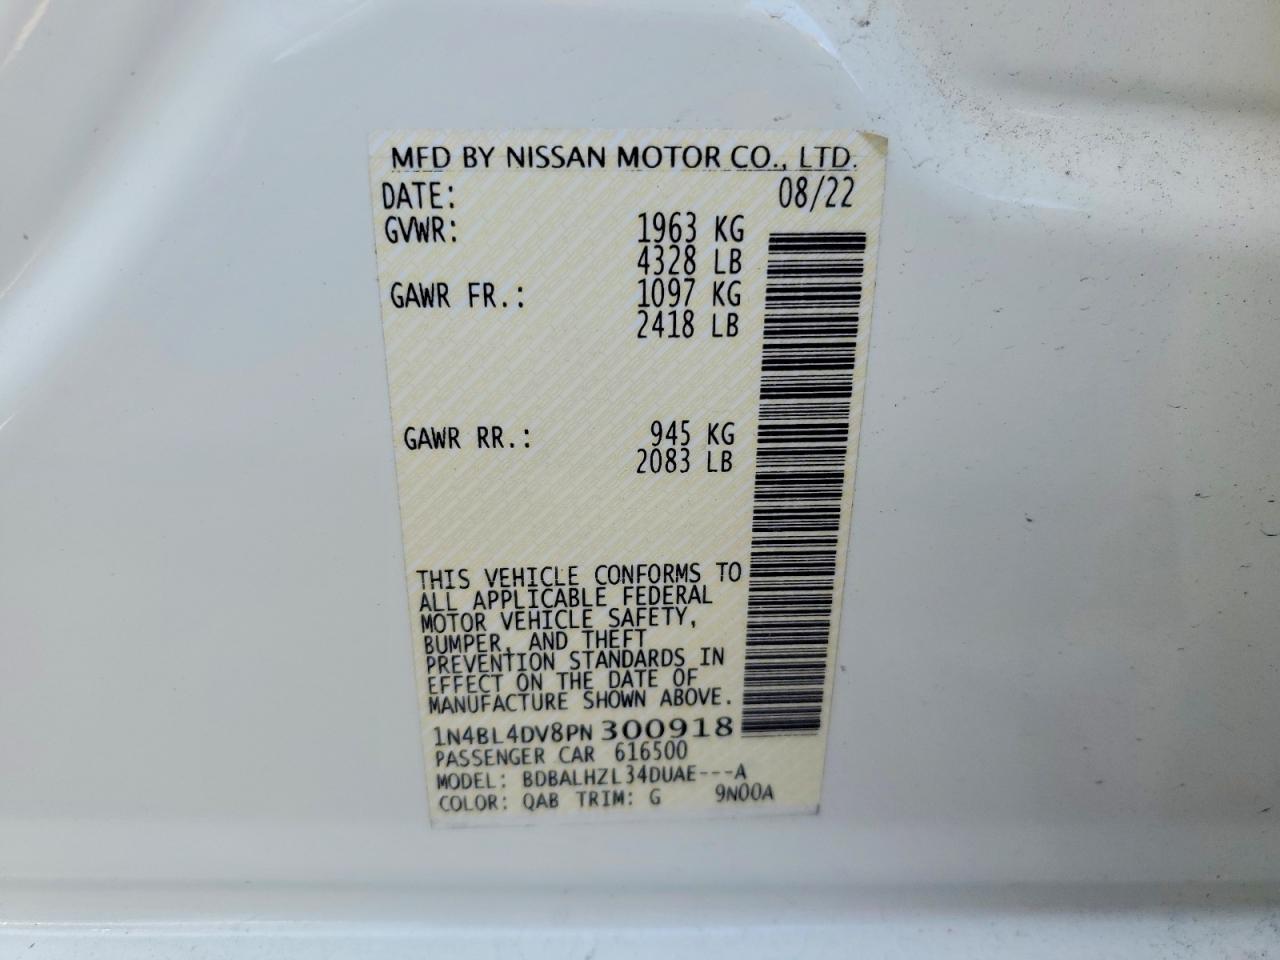 MFD BY NISSAN MOTOR CO., LTD.
DATE: 08/22
GVWR: 1963 KG
4328 LB
GAWR FR.: 1097 KG
2418 LB
GAWR RR.: 945 KG
2083 LB
THIS VEHICLE CONFORMS TO
ALL APPLICABLE FEDERAL
MOTOR VEHICLE SAFETY,
BUMPER, AND THEFT
PREVENTION STANDARDS IN
EFFECT ON THE DATE OF
MANUFACTURE SHOWN ABOVE.
1N4BL4DV8PN300918
PASSENGER CAR 616500
MODEL: BDBALHZL34DUAE---A
COLOR: QAB TRIM: G 9N00A